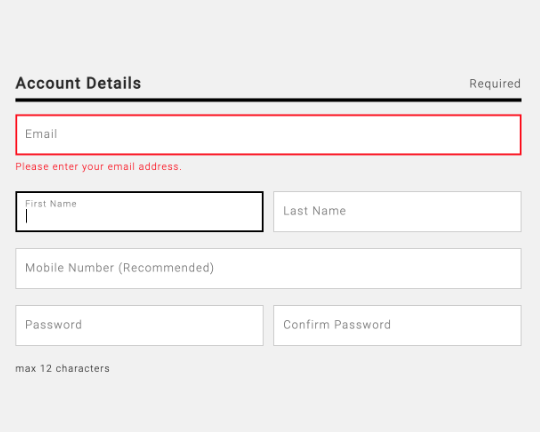 Account Details
Required
Email
Please enter your email address.
First Name
Last Name
Mobile Number (Recommended)
Password
Confirm Password
max 12 characters